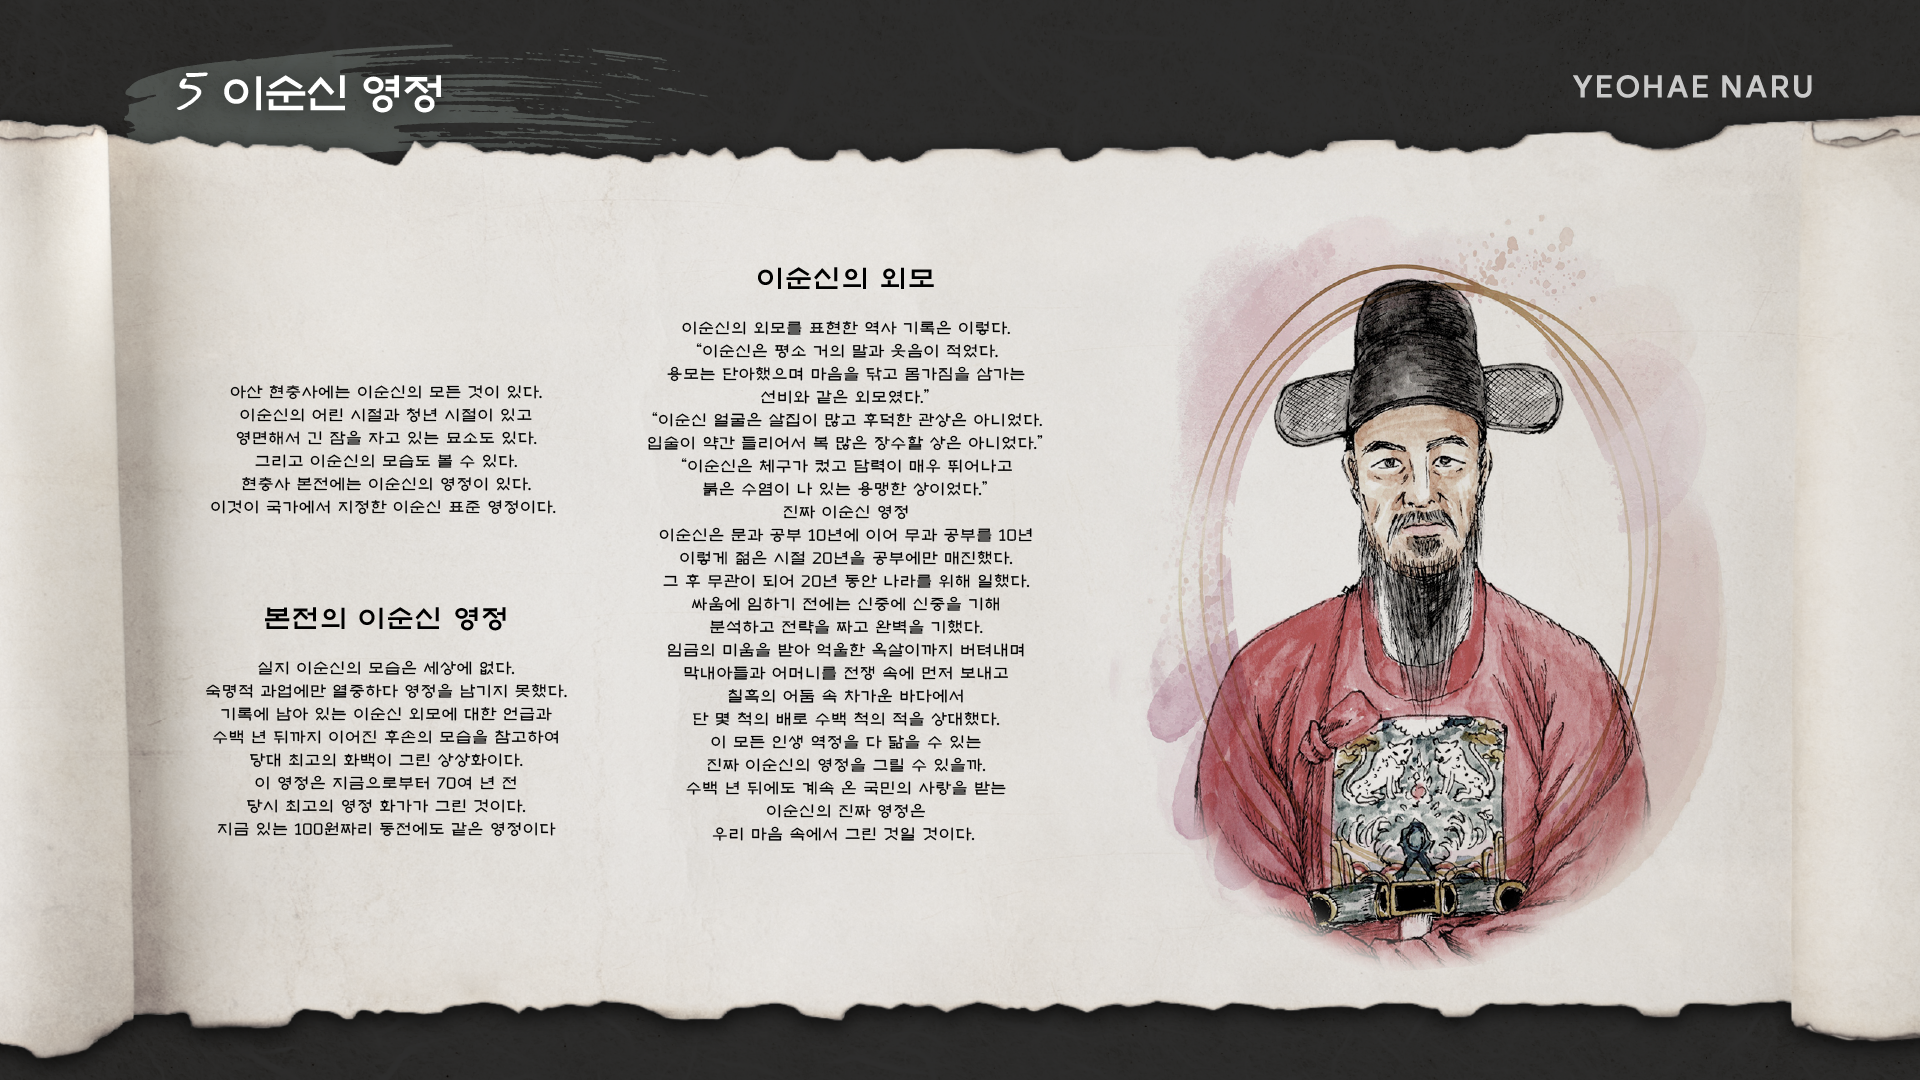 5 이순신 영정
YEOHAE NARU
아산 현충사에는 이순신의 모든 것이 있다.
이순신의 어린 시절과 청년 시절이 있고
영면해서 긴 잠을 자고 있는 묘소도 있다.
그리고 이순신의 모습도 볼 수 있다.
현충사 본전에는 이순신의 영정이 있다.
이것이 국가에서 지정한 이순신 표준 영정이다.
본전의 이순신 영정
실지 이순신의 모습은 세상에 없다.
숙명적 과업에만 열중하다 영정을 남기지 못했다.
기록에 남아 있는 이순신 외모에 대한 언급과
수백 년 뒤까지 이어진 후손의 모습을 참고하여
당대 최고의 화백이 그린 상상화이다.
이 영정은 지금으로부터 70여 년 전
당시 최고의 영정 화가가 그린 것이다.
지금 있는 100원짜리 동전에도 같은 영정이다
이순신의 외모
이순신의 외모를 표현한 역사 기록은 이렇다.
“이순신은 평소 거의 말과 웃음이 적었다.
용모는 단아했으며 마음을 닦고 몸가짐을 삼가는
선비와 같은 외모였다.”
“이순신 얼굴은 살집이 많고 후덕한 관상은 아니었다.
입술이 약간 들리어서 복 많은 장수할 상은 아니었다.”
“이순신은 체구가 컸고 담력이 매우 뛰어나고
붉은 수염이 나 있는 용맹한 상이었다.”
진짜 이순신 영정
이순신은 문과 공부 10년에 이어 무과 공부를 10년
이렇게 젊은 시절 20년을 공부에만 매진했다.
그 후 무관이 되어 20년 동안 나라를 위해 일했다.
싸움에 임하기 전에는 신중에 신중을 기해
분석하고 전략을 짜고 완벽을 기했다.
임금의 미움을 받아 억울한 옥살이까지 버텨내며
막내아들과 어머니를 전쟁 속에 먼저 보내고
칠흑의 어둠 속 차가운 바다에서
단 몇 척의 배로 수백 척의 적을 상대했다.
이 모든 인생 역정을 다 닮을 수 있는
진짜 이순신의 영정을 그릴 수 있을까.
수백 년 뒤에도 계속 온 국민의 사랑을 받는
이순신의 진짜 영정은
우리 마음 속에서 그린 것일 것이다.